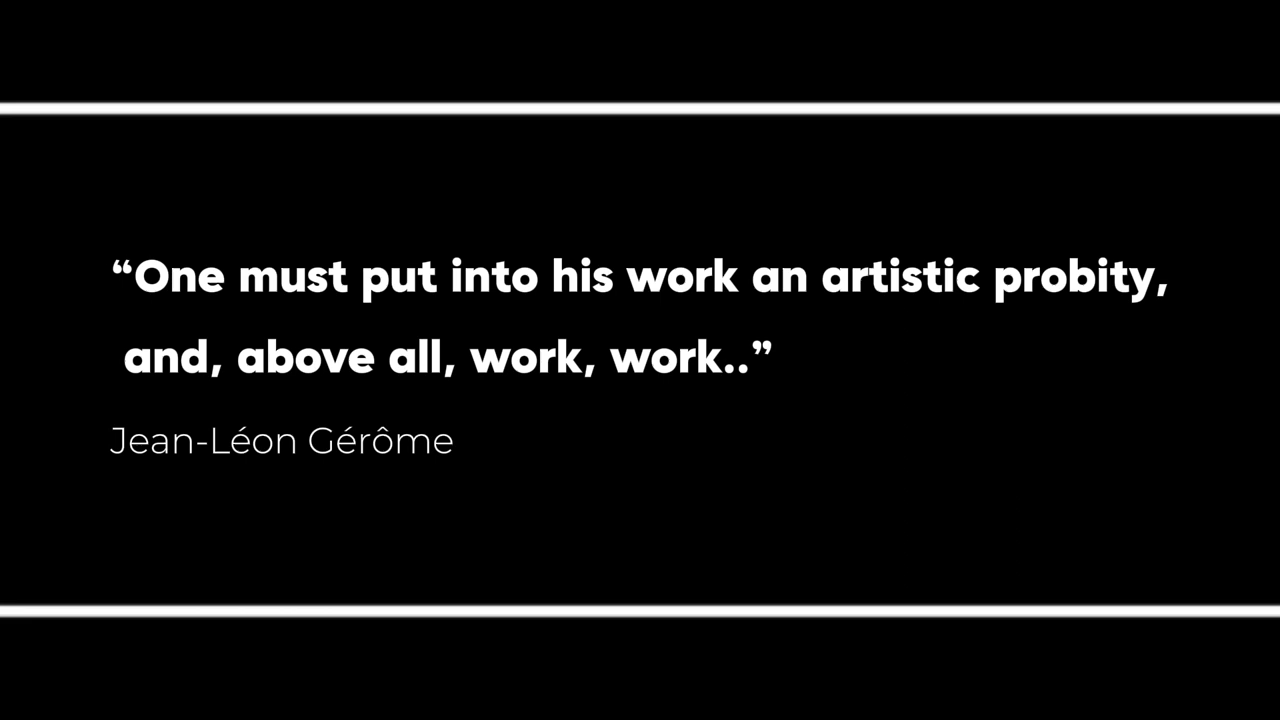 “One must put into his work an artistic probity,
and, above all, work, work..”
Jean-Léon Gérôme